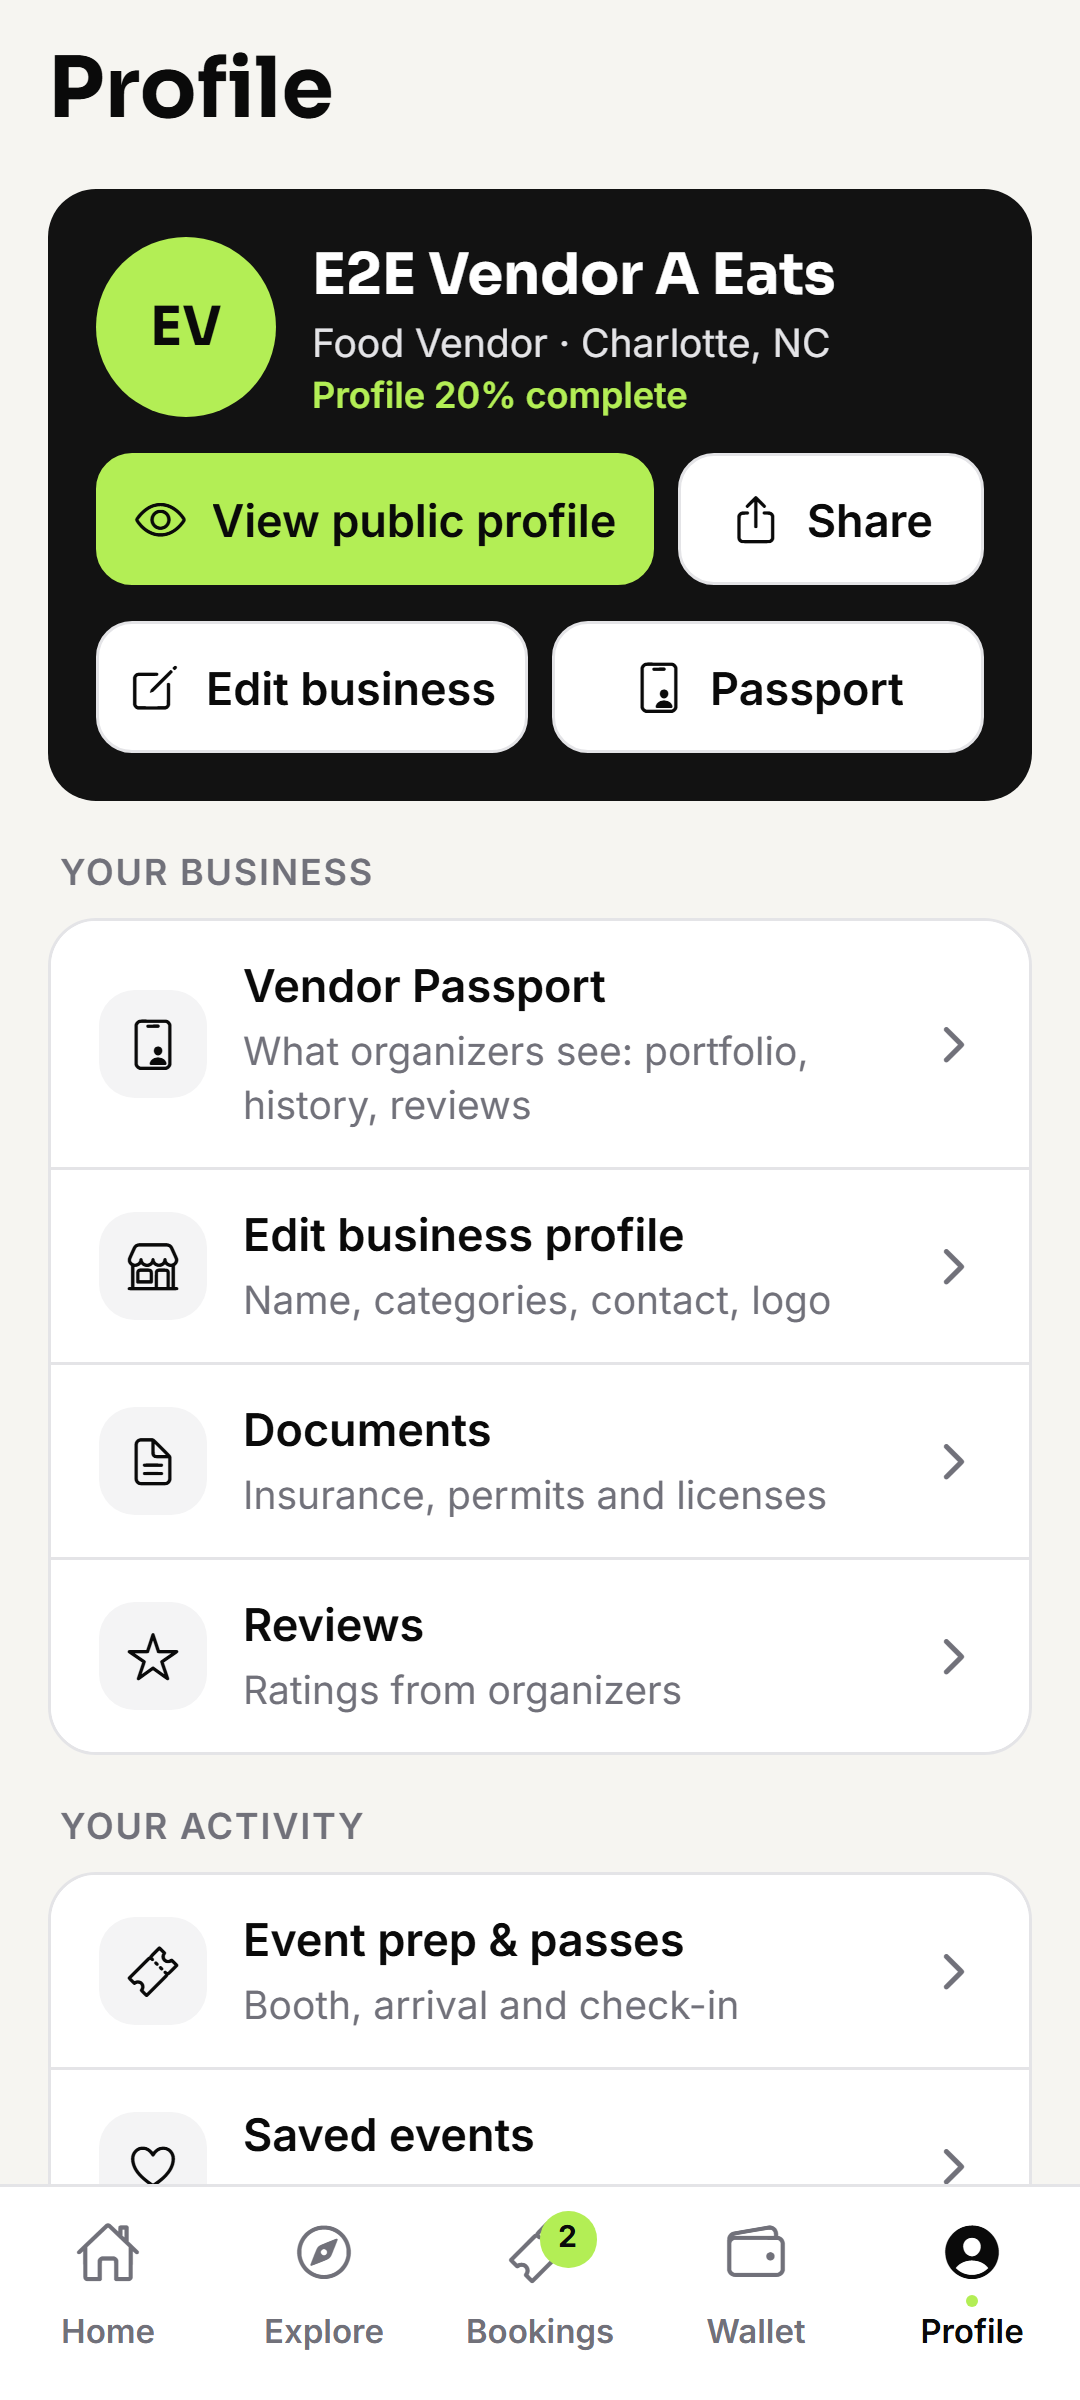 Profile
EV
E2E Vendor A Eats
Food Vendor · Charlotte, NC
Profile 20% complete
View public profile
Share
Edit business
Passport
YOUR BUSINESS
Vendor Passport
What organizers see: portfolio,
history, reviews
Edit business profile
Name, categories, contact, logo
Documents
Insurance, permits and licenses
Reviews
Ratings from organizers
YOUR ACTIVITY
Event prep & passes
Booth, arrival and check-in
Saved events
2
Home
Explore
Bookings
Wallet
Profile